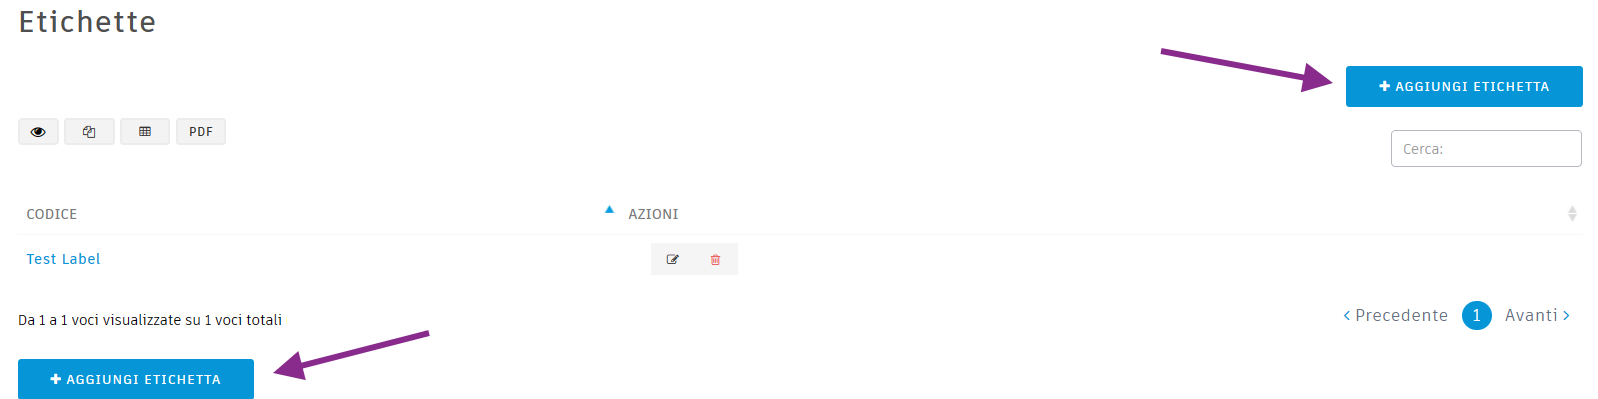 Etichette
AGGIUNGI ETICHETTA
PDF
Cerca:
CODICE AZIONI
Test Label
Da 1 a 1 voci visualizzate su 1 voci totali
Precedente 1 Avanti
AGGIUNGI ETICHETTA